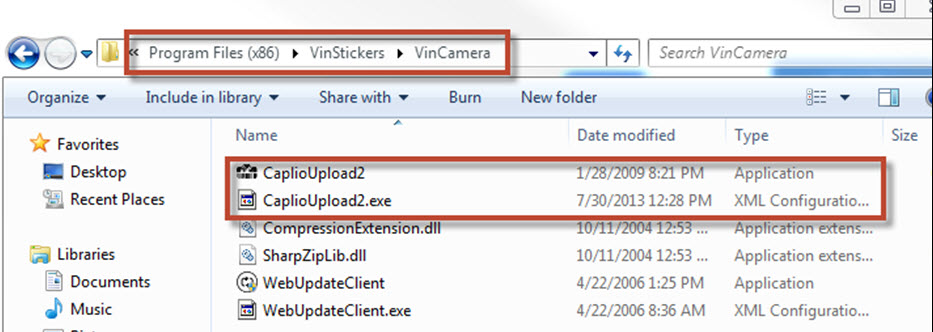 « Program Files (x86) ▸ VinStickers ▸ VinCamera Search VinCamera
Organize Include in library Share with Burn New folder
Name Date modified Type Size
Favorites
Desktop
Recent Places
Libraries
Documents
Music
CaplioUpload2 1/28/2009 8:21 PM Application
CaplioUpload2.exe 7/30/2013 12:28 PM XML Configuratio...
CompressionExtension.dll 10/11/2004 12:53 ... Application extens...
SharpZipLib.dll 10/11/2004 12:53 ... Application extens...
WebUpdateClient 4/22/2006 1:25 PM Application
WebUpdateClient.exe 4/22/2006 8:36 AM XML Configuratio...